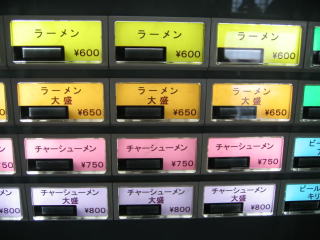 ラーメン ラーメン ラーメン
¥600 ¥600 ¥600
ラーメン ラーメン ラーメン
大盛 大盛 大盛
¥650 ¥650 ¥650
チャーシューメン チャーシューメン チャーシューメン
¥750 ¥750 ¥750
チャーシューメン チャーシューメン チャーシューメン ビール
大盛 大盛 大盛 キリ
¥800 ¥800 ¥800